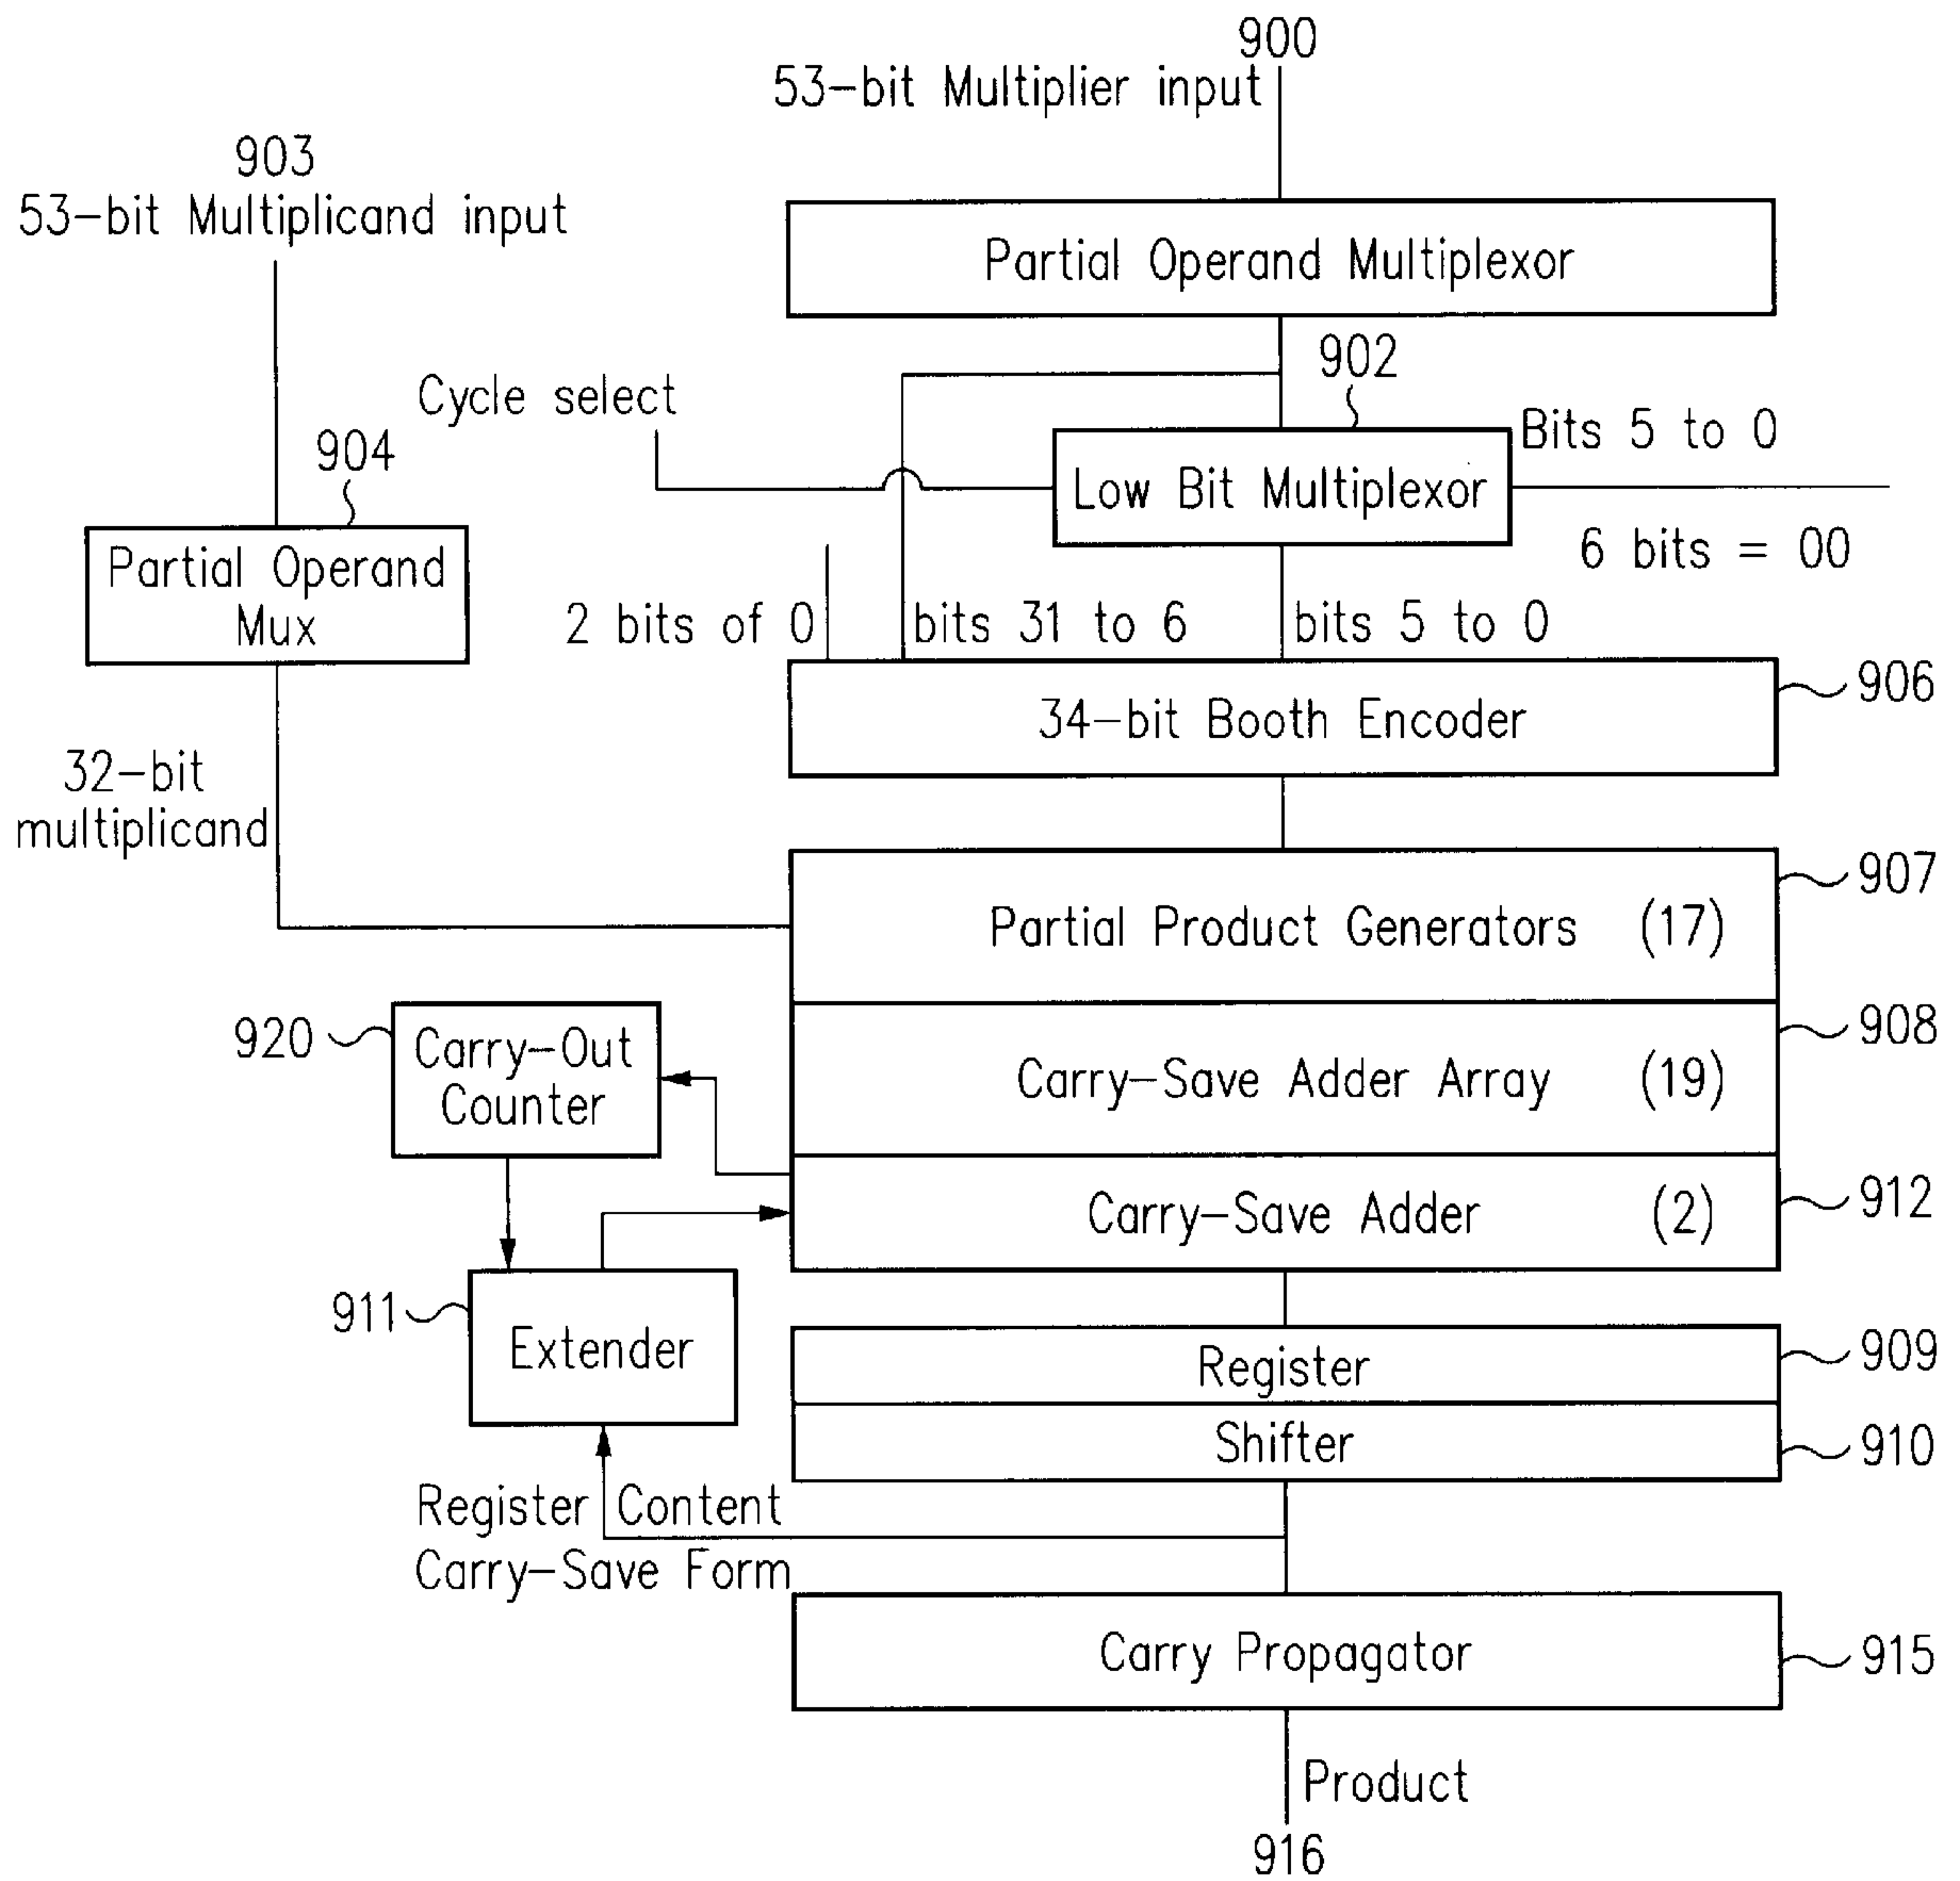 900
53-bit Multiplier input
903
53-bit Multiplicand input
Partial Operand Multiplexor
902
Cycle select
904
Low Bit Multiplexor
Bits 5 to 0
6 bits = 00
Partial Operand
Mux
2 bits of 0
bits 31 to 6
bits 5 to 0
34-bit Booth Encoder
906
32-bit
multiplicand
907
Partial Product Generators (17)
920
Carry-Out
Counter
908
Carry-Save Adder Array (19)
Carry-Save Adder (2)
912
911
Extender
Register
909
Shifter
910
Register Content
Carry-Save Form
Carry Propagator
915
Product
916